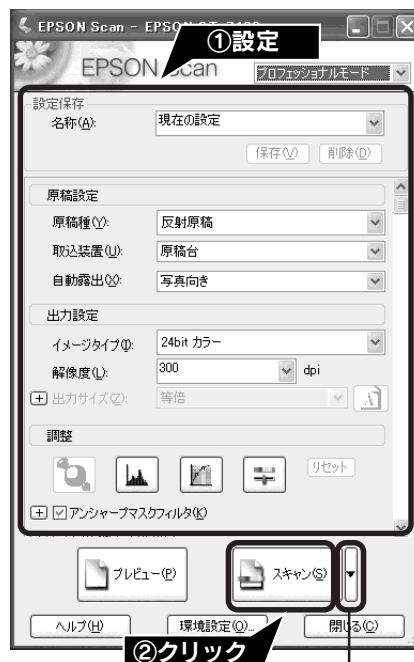 EPSON Scan - EPSON
①設定
EPSON Scan
プロフェッショナルモード
設定保存
名称(A): 現在の設定
保存(V) 削除(D)
原稿設定
原稿種(Y): 反射原稿
取込装置(U): 原稿台
自動露出(X): 写真向き
出力設定
イメージタイプ(I): 24bit カラー
解像度(L): 300 dpi
出力サイズ(Z): 等倍
調整
リセット
アンシャープマスクフィルタ(K)
プレビュー(P) スキャン(S)
ヘルプ(H) 環境設定(O)... 閉じる(C)
②クリック